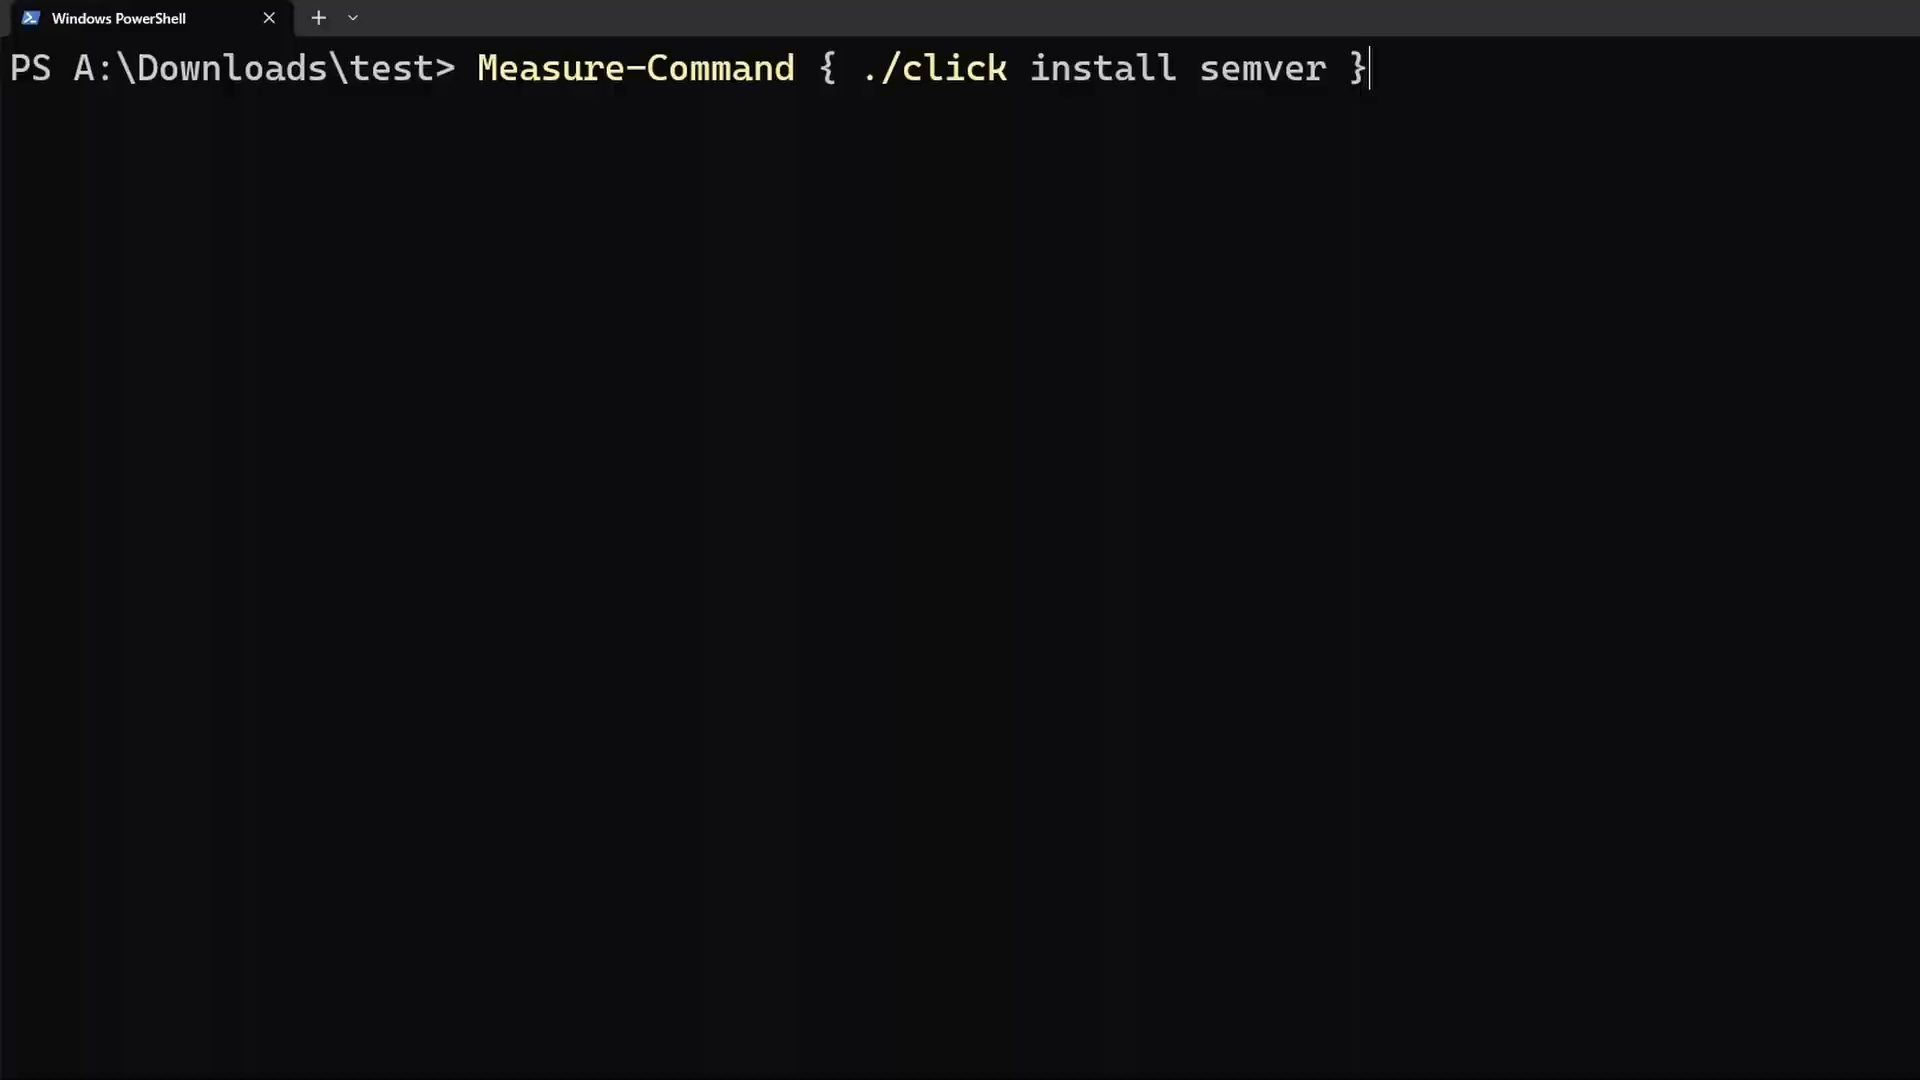 Windows PowerShell
PS A:\Downloads\test> Measure-Command { ./click install semver }